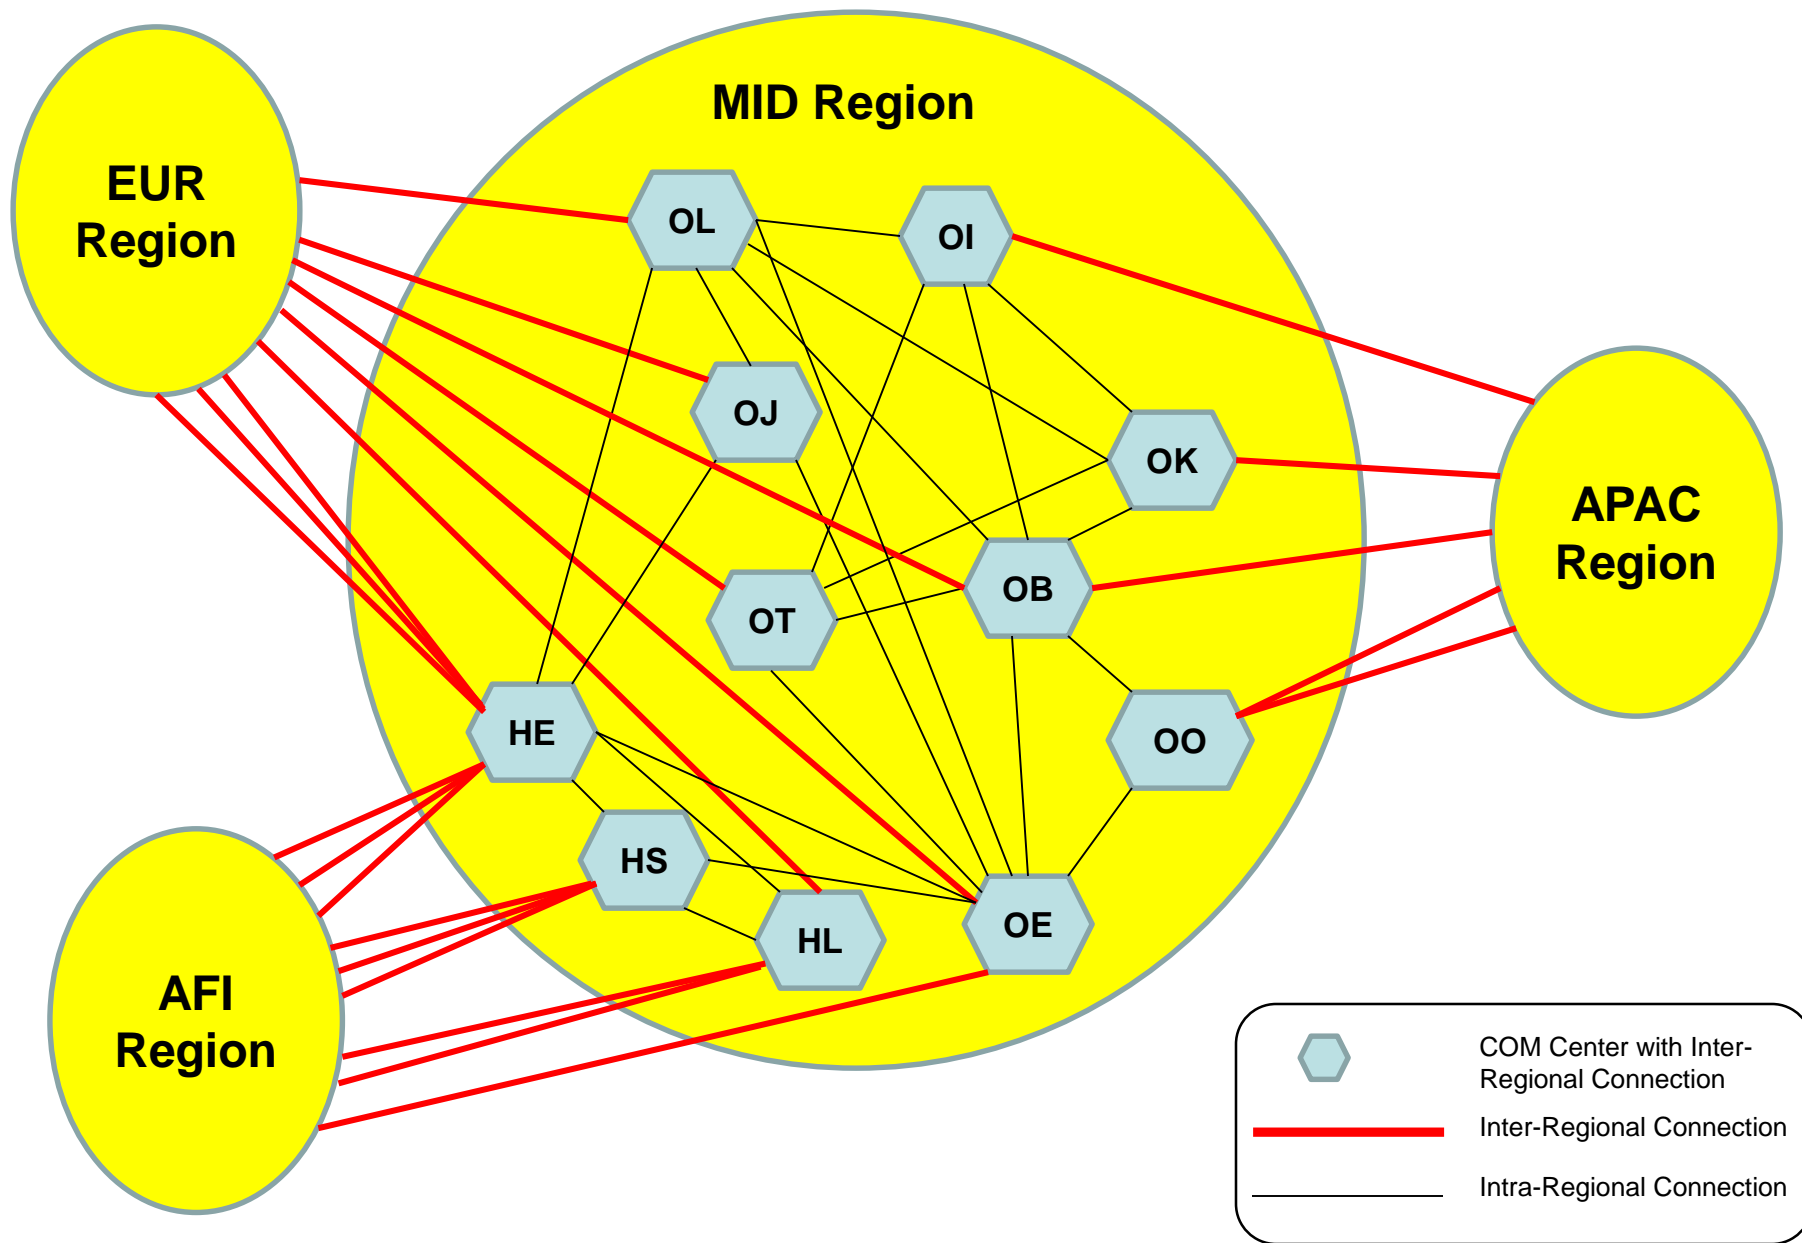 MID Region
EUR
Region
OL
OI
OJ
OK
APAC
Region
OT
OB
HE
OO
HS
HL
OE
AFI
Region
COM Center with Inter-
Regional Connection
Inter-Regional Connection
Intra-Regional Connection